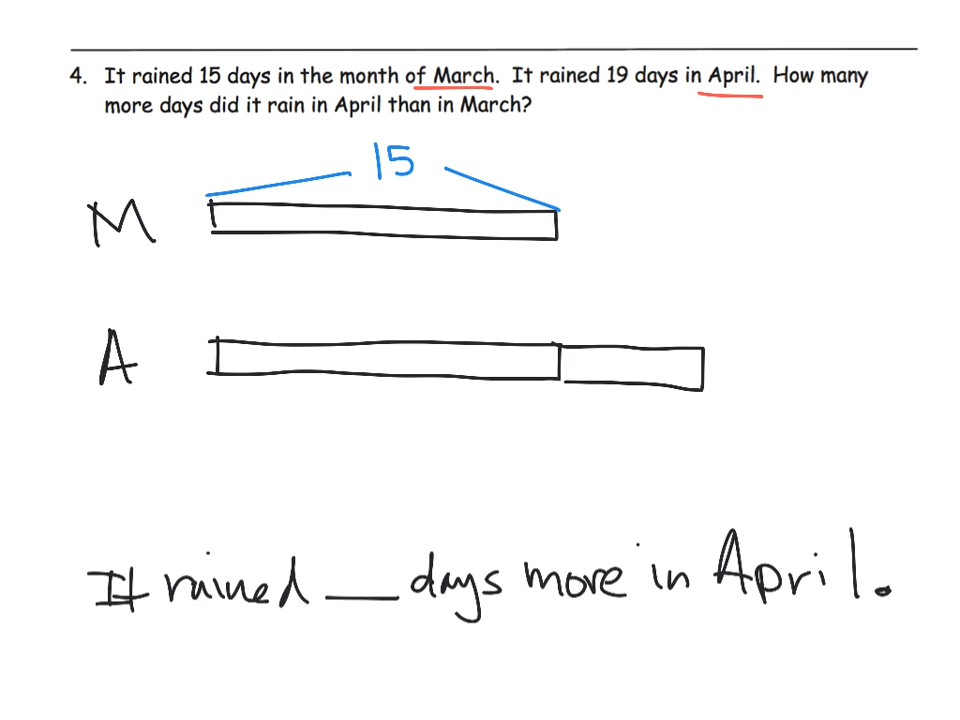 4. It rained 15 days in the month of March. It rained 19 days in April. How many
more days did it rain in April than in March?
15
M
A
It rained ___ days more in April.